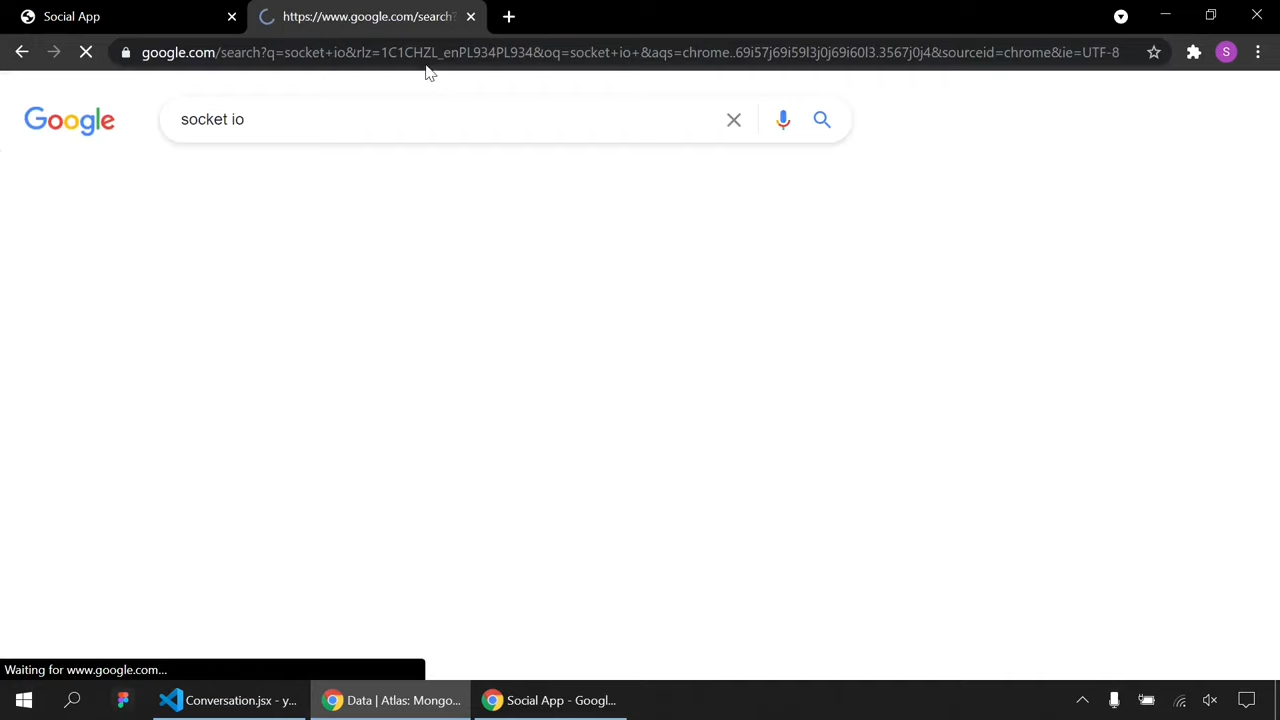 Social App
https://www.google.com/search?
google.com/search?q=socket+io&rlz=1C1CHZL_enPL934PL934&oq=socket+io+&aqs=chrome..69i57j69i59l3j0j69i60l3.3567j0j4&sourceid=chrome&ie=UTF-8
S
Google
socket io
Waiting for www.google.com...
Conversation.jsx - y...
Data | Atlas: Mongo...
Social App - Googl...